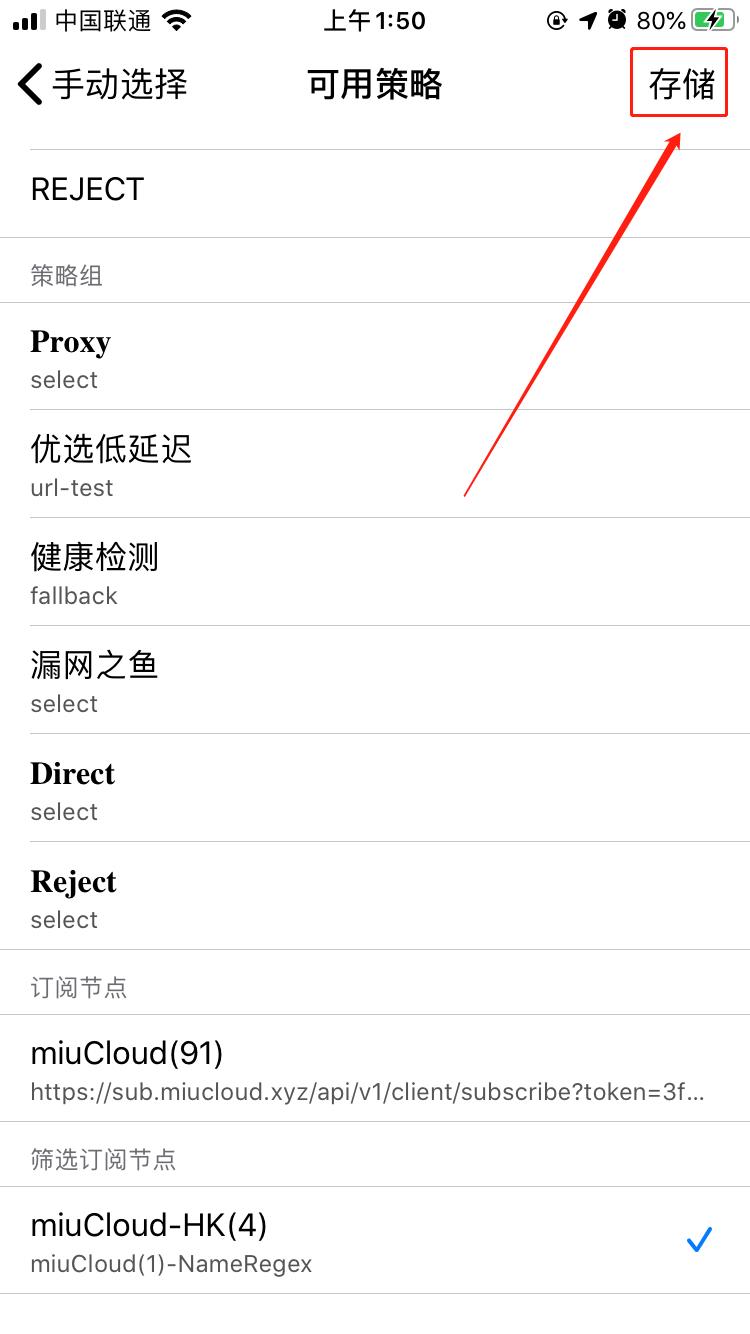 中国联通 上午1:50 80%
手动选择 可用策略 存储
REJECT
策略组
Proxy
select
优选低延迟
url-test
健康检测
fallback
漏网之鱼
select
Direct
select
Reject
select
订阅节点
miuCloud(91)
https://sub.miucloud.xyz/api/v1/client/subscribe?token=3f...
筛选订阅节点
miuCloud-HK(4)
miuCloud(1)-NameRegex